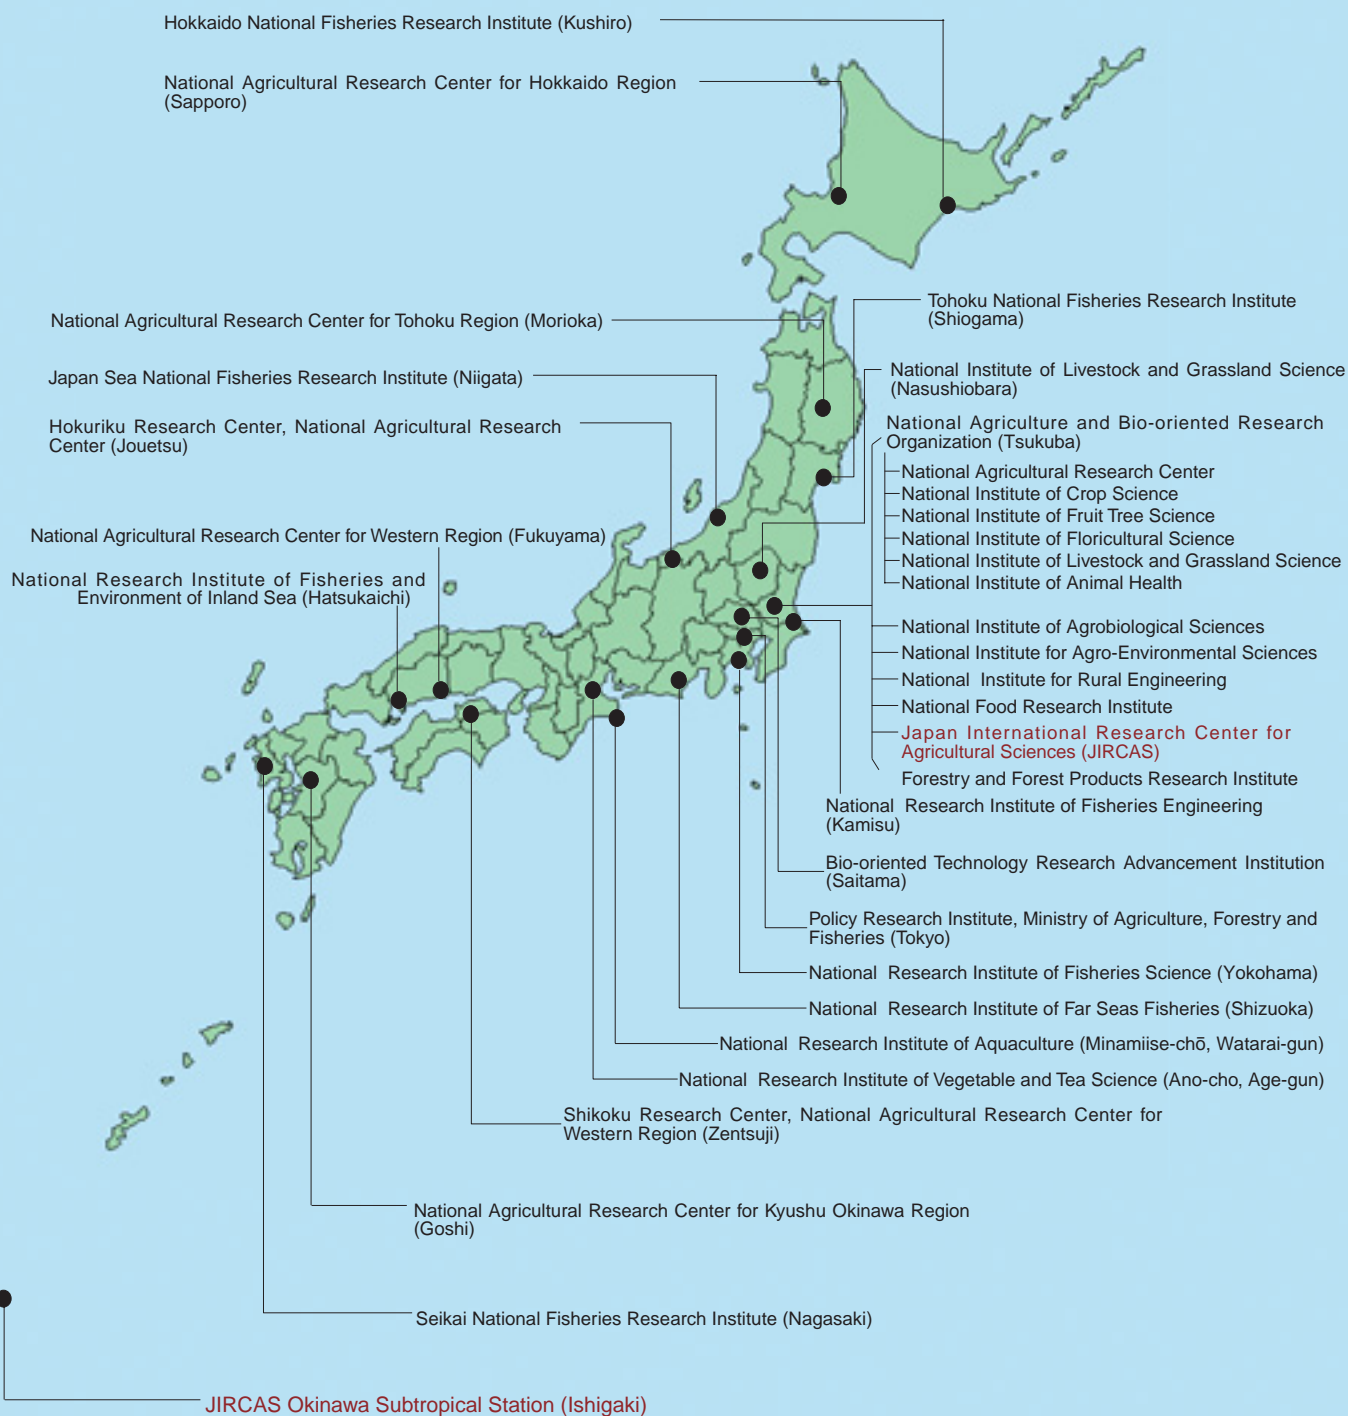 Hokkaido National Fisheries Research Institute (Kushiro)
National Agricultural Research Center for Hokkaido Region
(Sapporo)
Tohoku National Fisheries Research Institute
(Shiogama)
National Agricultural Research Center for Tohoku Region (Morioka)
National Institute of Livestock and Grassland Science
(Nasushiobara)
Japan Sea National Fisheries Research Institute (Niigata)
Hokuriku Research Center, National Agricultural Research
Center (Jouetsu)
National Agriculture and Bio-oriented Research
Organization (Tsukuba)
National Agricultural Research Center
National Institute of Crop Science
National Institute of Fruit Tree Science
National Institute of Floricultural Science
National Institute of Livestock and Grassland Science
National Institute of Animal Health
National Agricultural Research Center for Western Region (Fukuyama)
National Research Institute of Fisheries and
Environment of Inland Sea (Hatsukaichi)
National Institute of Agrobiological Sciences
National Institute for Agro-Environmental Sciences
National Institute for Rural Engineering
National Food Research Institute
Japan International Research Center for
Agricultural Sciences (JIRCAS)
Forestry and Forest Products Research Institute
National Research Institute of Fisheries Engineering
(Kamisu)
Bio-oriented Technology Research Advancement Institution
(Saitama)
Policy Research Institute, Ministry of Agriculture, Forestry and
Fisheries (Tokyo)
National Research Institute of Fisheries Science (Yokohama)
National Research Institute of Far Seas Fisheries (Shizuoka)
National Research Institute of Aquaculture (Minamiise-chō, Watarai-gun)
National Research Institute of Vegetable and Tea Science (Ano-cho, Age-gun)
Shikoku Research Center, National Agricultural Research Center for
Western Region (Zentsuji)
National Agricultural Research Center for Kyushu Okinawa Region
(Goshi)
Seikai National Fisheries Research Institute (Nagasaki)
JIRCAS Okinawa Subtropical Station (Ishigaki)